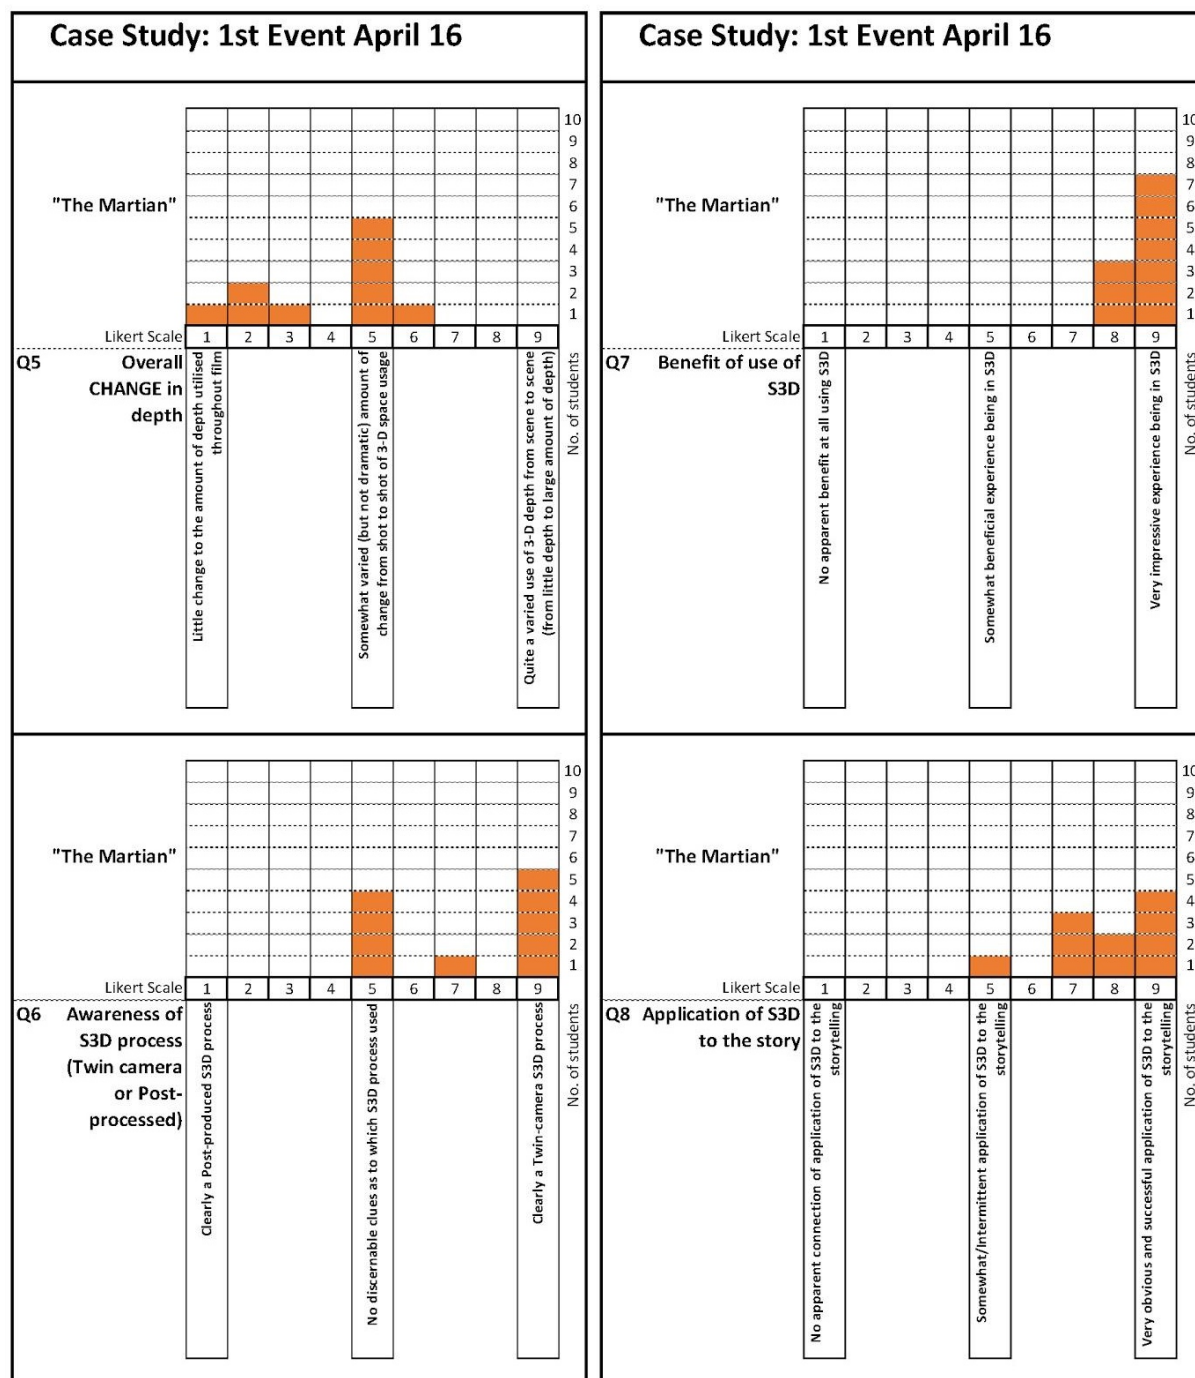 Case Study: 1st Event April 16
10
9
8
7
6
5
4
3
2
1
"The Martian"
Likert Scale
1 2 3 4 5 6 7 8 9
Q5 Overall
CHANGE in
depth
Little change to the amount of depth utilised
throughout film
Somewhat varied (but not dramatic) amount of
change from shot to shot of 3-D space usage
Quite a varied use of 3-D depth from scene to scene
(from little depth to large amount of depth)
No. of students
Case Study: 1st Event April 16
10
9
8
7
6
5
4
3
2
1
"The Martian"
Likert Scale
1 2 3 4 5 6 7 8 9
Q7 Benefit of use of
S3D
No apparent benefit at all using S3D
Somewhat beneficial experience being in S3D
Very impressive experience being in S3D
No. of students
10
9
8
7
6
5
4
3
2
1
"The Martian"
Likert Scale
1 2 3 4 5 6 7 8 9
Q6 Awareness of
S3D process
(Twin camera
or Post-
processed)
Clearly a Post-produced S3D process
No discernable clues as to which S3D process used
Clearly a Twin-camera S3D process
No. of students
10
9
8
7
6
5
4
3
2
1
"The Martian"
Likert Scale
1 2 3 4 5 6 7 8 9
Q8 Application of S3D
to the story
No apparent connection of application of S3D to the
storytelling
Somewhat/Intermittent application of S3D to the
storytelling
Very obvious and successful application of S3D to the
storytelling
No. of students